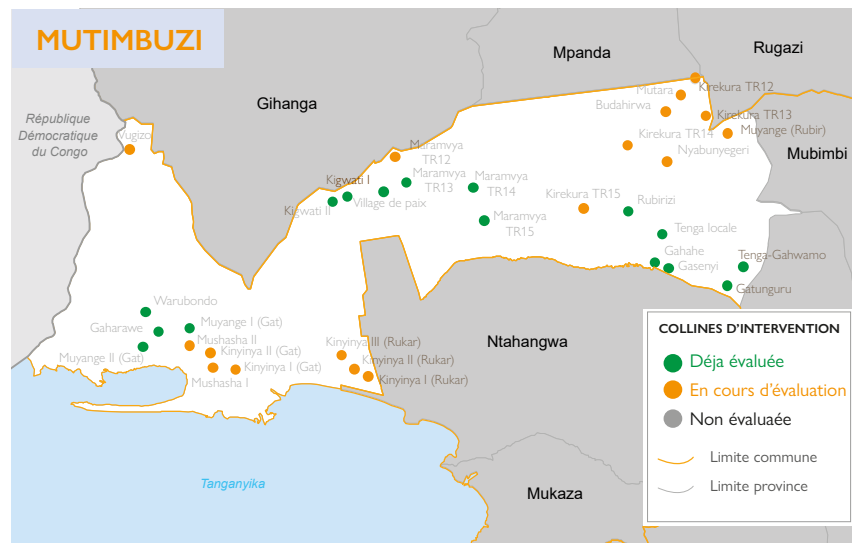 MUTIMBUZI
Rugazi
Mpanda
Gihanga
Mutara
Kirekura TR12
Budahirwa
Kirekura TR13
Muyange (Rubir)
République
Démocratique
du Congo
Vugizo
Kirekura TR14
Nyabunyegeri
Mubimbi
Maramvya
TR12
Maramvya
TR13
Maramvya
TR14
Kigwati I
Kigwati II
Village de paix
Kirekura TR15
Rubirizi
Maramvya
TR15
Tenga locale
Gahahe
Gasenyi
Tenga-Gahwamo
Gatunguru
Warubondo
Muyange I (Gat)
Gaharawe
Mushasha II
Kinyinya II (Gat)
Muyange II (Gat)
Kinyinya I (Gat)
Mushasha I
Kinyinya III (Rukar)
Kinyinya II (Rukar)
Kinyinya I (Rukar)
Ntahangwa
COLLINES D'INTERVENTION
Déja évaluée
En cours d'évaluation
Non évaluaée
Limite commune
Limite province
Tanganyika
Mukaza